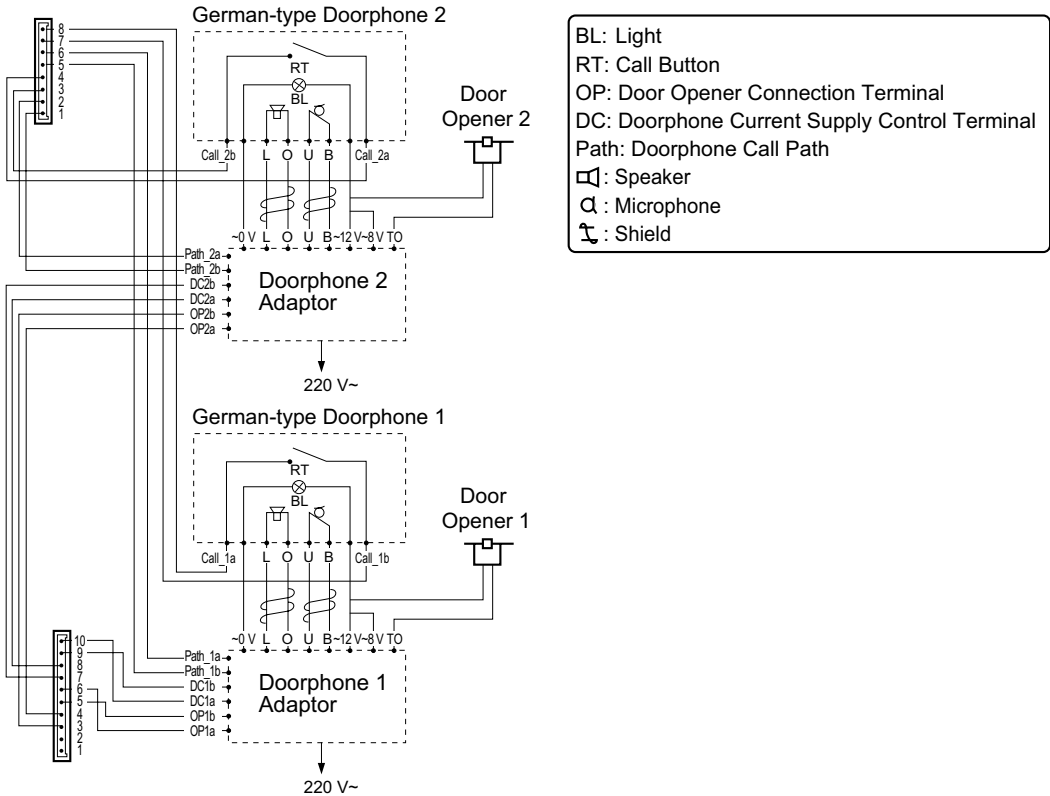 German-type Doorphone 2
8
7
6
5
4
3
2
1
RT
BL
Door
Opener 2
Call_2b L O U B Call_2a
~0 V L O U B ~12 V ~8 V TO
Path_2a
Path_2b
DC2b
DC2a
OP2b
OP2a
Doorphone 2
Adaptor
220 V~
German-type Doorphone 1
RT
BL
Door
Opener 1
Call_1a L O U B Call_1b
~0 V L O U B ~12 V ~8 V TO
10
9
8
7
6
5
4
3
2
1
Path_1a
Path_1b
DC1b
DC1a
OP1b
OP1a
Doorphone 1
Adaptor
220 V~
BL: Light
RT: Call Button
OP: Door Opener Connection Terminal
DC: Doorphone Current Supply Control Terminal
Path: Doorphone Call Path
: Speaker
: Microphone
: Shield